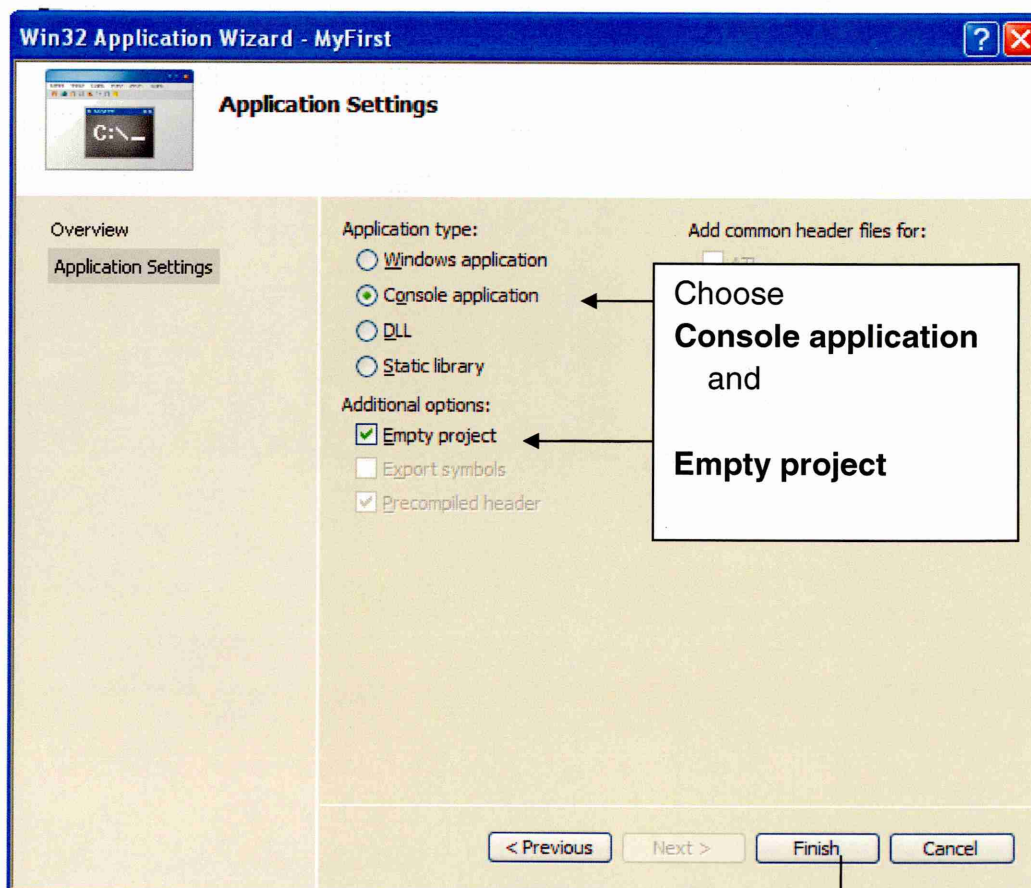 Win32 Application Wizard - MyFirst
Application Settings
C:\_
Overview
Application Settings
Application type:
Windows application
Console application
DLL
Static library
Additional options:
Empty project
Export symbols
Precompiled header
Add common header files for:
Choose
Console application
and
Empty project
< Previous
Next >
Finish
Cancel